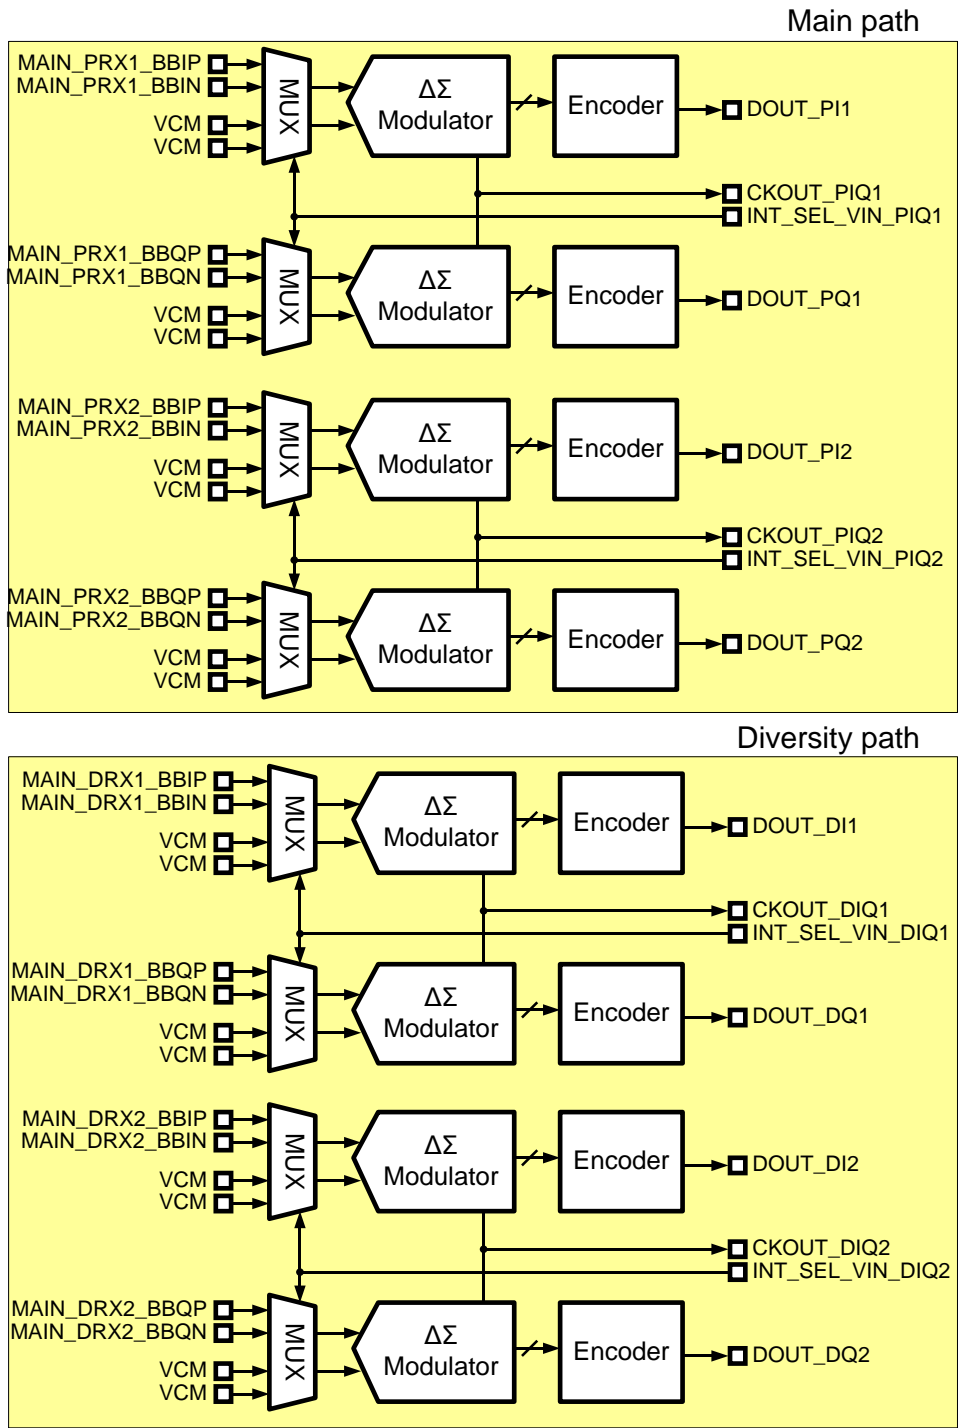 Main path
MAIN_PRX1_BBIP
MAIN_PRX1_BBIN
VCM
VCM
MUX
ΔΣ
Modulator
Encoder
DOUT_PI1
CKOUT_PIQ1
INT_SEL_VIN_PIQ1
MAIN_PRX1_BBQP
MAIN_PRX1_BBQN
VCM
VCM
MUX
ΔΣ
Modulator
Encoder
DOUT_PQ1
MAIN_PRX2_BBIP
MAIN_PRX2_BBIN
VCM
VCM
MUX
ΔΣ
Modulator
Encoder
DOUT_PI2
CKOUT_PIQ2
INT_SEL_VIN_PIQ2
MAIN_PRX2_BBQP
MAIN_PRX2_BBQN
VCM
VCM
MUX
ΔΣ
Modulator
Encoder
DOUT_PQ2
Diversity path
MAIN_DRX1_BBIP
MAIN_DRX1_BBIN
VCM
VCM
MUX
ΔΣ
Modulator
Encoder
DOUT_DI1
CKOUT_DIQ1
INT_SEL_VIN_DIQ1
MAIN_DRX1_BBQP
MAIN_DRX1_BBQN
VCM
VCM
MUX
ΔΣ
Modulator
Encoder
DOUT_DQ1
MAIN_DRX2_BBIP
MAIN_DRX2_BBIN
VCM
VCM
MUX
ΔΣ
Modulator
Encoder
DOUT_DI2
CKOUT_DIQ2
INT_SEL_VIN_DIQ2
MAIN_DRX2_BBQP
MAIN_DRX2_BBQN
VCM
VCM
MUX
ΔΣ
Modulator
Encoder
DOUT_DQ2